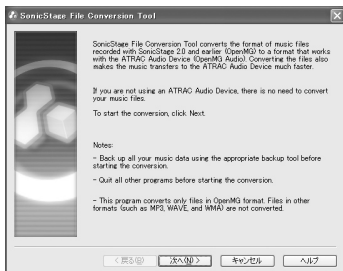 SonicStage File Conversion Tool
SonicStage File Conversion Tool converts the format of music files
recorded with SonicStage 2.0 and earlier (OpenMG) to a format that works
with the ATRAC Audio Device (OpenMG Audio). Converting the files also
makes the music transfers to the ATRAC Audio Device much faster.
If you are not using an ATRAC Audio Device, there is no need to convert
your music files.
To start the conversion, click Next.
Notes:
- Back up all your music data using the appropriate backup tool before
starting the conversion.
- Quit all other programs before starting the conversion.
- This program converts only files in OpenMG format. Files in other
formats (such as MP3, WAVE, and WMA) are not converted.
< 戻る(B) 次へ(N) > キャンセル ヘルプ